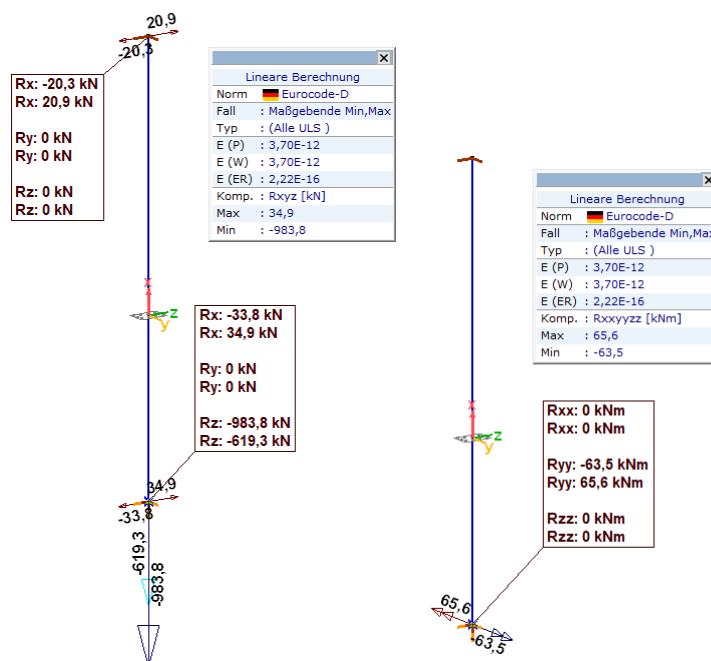 20,9
-20,3
Rx: -20,3 kN
Rx: 20,9 kN
Ry: 0 kN
Ry: 0 kN
Rz: 0 kN
Rz: 0 kN
Lineare Berechnung
Norm Eurocode-D
Fall : Maßgebende Min,Max
Typ : (Alle ULS )
E (P) : 3,70E-12
E (W) : 3,70E-12
E (ER) : 2,22E-16
Komp. : Rxyz [kN]
Max : 34,9
Min : -983,8
x
z
y
Rx: -33,8 kN
Rx: 34,9 kN
Ry: 0 kN
Ry: 0 kN
Rz: -983,8 kN
Rz: -619,3 kN
34,9
-33,8
-619,3
-983,8
Lineare Berechnung
Norm Eurocode-D
Fall : Maßgebende Min,Max
Typ : (Alle ULS )
E (P) : 3,70E-12
E (W) : 3,70E-12
E (ER) : 2,22E-16
Komp. : Rxxyyzz [kNm]
Max : 65,6
Min : -63,5
x
z
y
Rxx: 0 kNm
Rxx: 0 kNm
Ryy: -63,5 kNm
Ryy: 65,6 kNm
Rzz: 0 kNm
Rzz: 0 kNm
65,6
-63,5